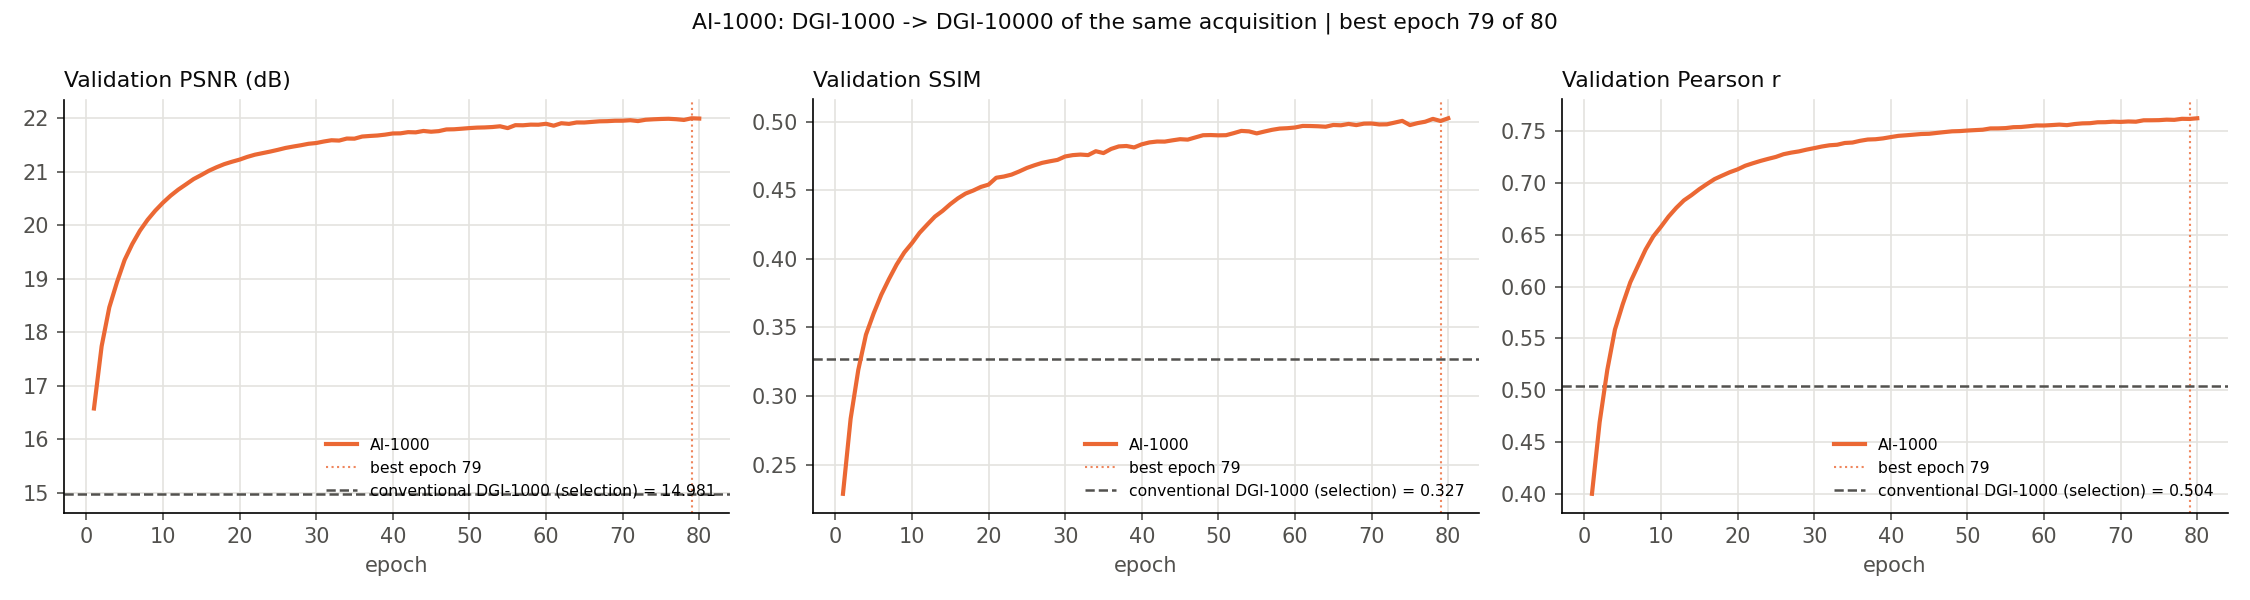 AI-1000: DGI-1000 -> DGI-10000 of the same acquisition | best epoch 79 of 80
Validation PSNR (dB)
22
21
20
19
18
17
16
15
AI-1000
best epoch 79
conventional DGI-1000 (selection) = 14.981
0 10 20 30 40 50 60 70 80
epoch
Validation SSIM
0.50
0.45
0.40
0.35
0.30
0.25
AI-1000
best epoch 79
conventional DGI-1000 (selection) = 0.327
0 10 20 30 40 50 60 70 80
epoch
Validation Pearson r
0.75
0.70
0.65
0.60
0.55
0.50
0.45
0.40
AI-1000
best epoch 79
conventional DGI-1000 (selection) = 0.504
0 10 20 30 40 50 60 70 80
epoch